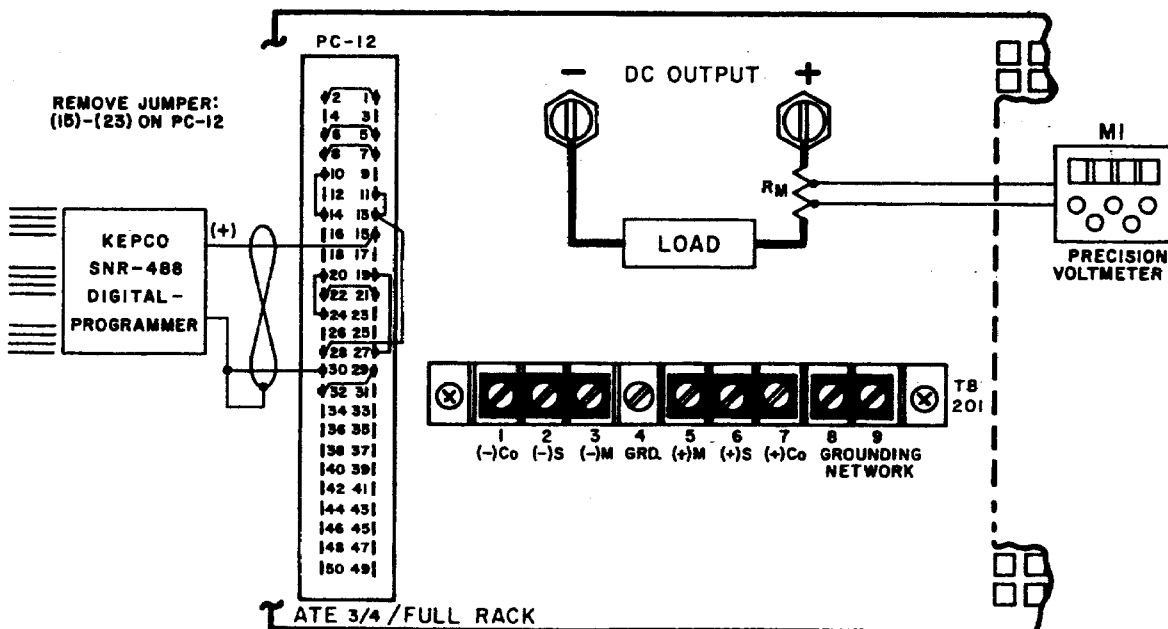 PC-12
REMOVE JUMPER:
(15)-(23) ON PC-12
2 1
4 3
6 5
8 7
10 9
12 11
14 13
16 15
18 17
20 19
22 21
24 23
26 25
28 27
30 29
32 31
34 33
36 35
38 37
40 39
42 41
44 43
46 45
48 47
50 49
(+)
KEPCO
SNR-488
DIGITAL-
PROGRAMMER
− DC OUTPUT +
RM
LOAD
M1
PRECISION
VOLTMETER
TB
201
1 2 3 4 5 6 7 8 9
(-)Co (-)S (-)M GRD. (+)M (+)S (+)Co GROUNDING
NETWORK
ATE 3/4 / FULL RACK